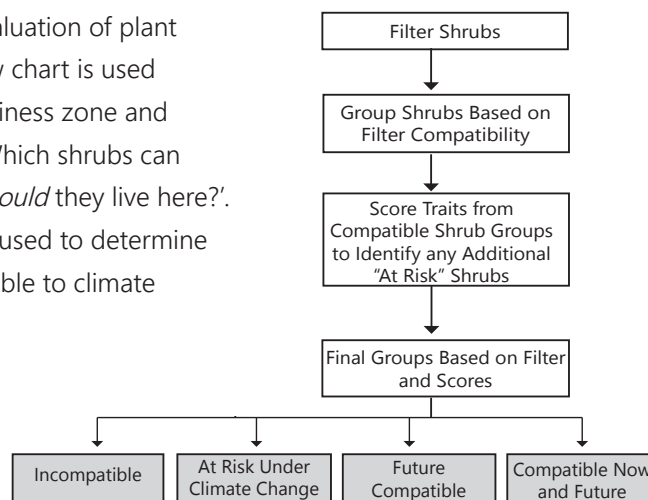 aluation of plant
chart is used
iness zone and
Which shrubs can
ould they live here?'.
used to determine
ble to climate
Filter Shrubs
Group Shrubs Based on
Filter Compatibility
Score Traits from
Compatible Shrub Groups
to Identify any Additional
"At Risk" Shrubs
Final Groups Based on Filter
and Scores
Incompatible
At Risk Under
Climate Change
Future
Compatible
Compatible Now
and Future